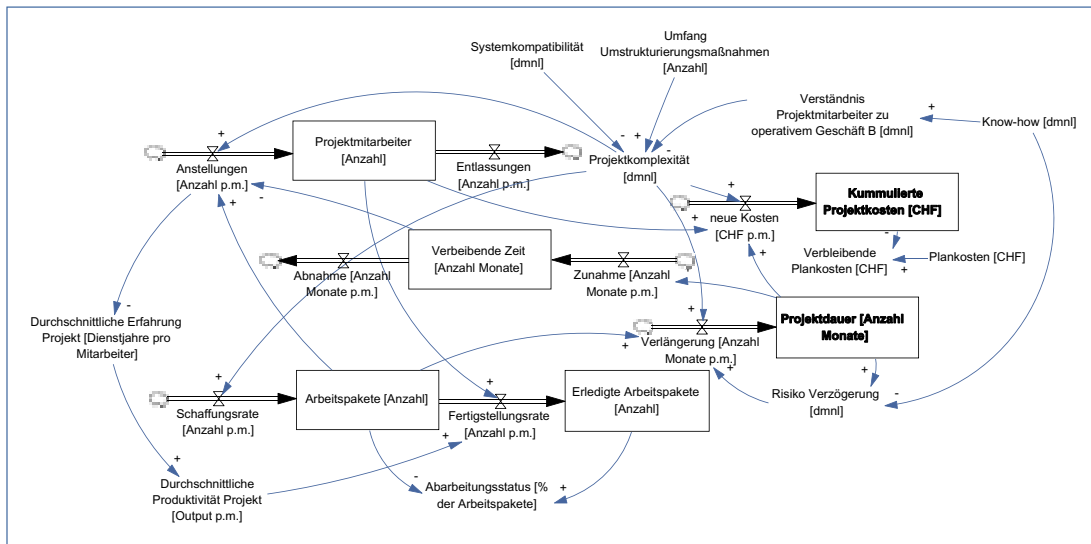 Systemkompatibilität
[dmnl]
Umfang
Umstrukturierungsmaßnahmen
[Anzahl]
Verständnis
Projektmitarbeiter zu
operativem Geschäft B [dmnl]
+
Know-how [dmnl]
+
Projektmitarbeiter
[Anzahl]
-
+
-
Anstellungen
[Anzahl p.m.]
Entlassungen
[Anzahl p.m.]
Projektkomplexität
[dmnl]
+
-
+
+
neue Kosten
[CHF p.m.]
+
+
Kummulierte
Projektkosten [CHF]
-
Verbleibende
Plankosten [CHF]
+
Plankosten [CHF]
Verbeibende Zeit
[Anzahl Monate]
Abnahme [Anzahl
Monate p.m.]
Zunahme [Anzahl
Monate p.m.]
+
-
Durchschnittliche Erfahrung
Projekt [Dienstjahre pro
Mitarbeiter]
+
Verlängerung [Anzahl
Monate p.m.]
+
+
Projektdauer [Anzahl
Monate]
+
-
Risiko Verzögerung
[dmnl]
+
Schaffungsrate
[Anzahl p.m.]
Arbeitspakete [Anzahl]
+
Fertigstellungsrate
[Anzahl p.m.]
+
Erledigte Arbeitspakete
[Anzahl]
+
Durchschnittliche
Produktivität Projekt
[Output p.m.]
-
Abarbeitungsstatus [%
der Arbeitspakete]
+